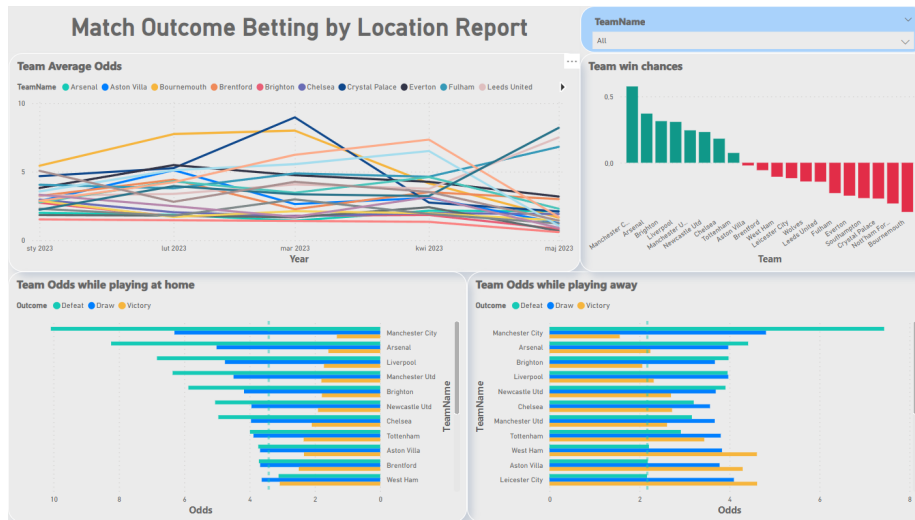 Match Outcome Betting by Location Report
TeamName
All
Team Average Odds
TeamName Arsenal Aston Villa Bournemouth Brentford Brighton Chelsea Crystal Palace Everton Fulham Leeds United
10
5
0
sty 2023 lut 2023 mar 2023 kwi 2023 maj 2023
Year
Team win chances
0.5
0.0
Manchester C...
Arsenal
Brighton
Liverpool
Manchester U...
Newcastle Utd
Chelsea
Tottenham
Aston Villa
Brentford
West Ham
Leicester City
Wolves
Leeds United
Fulham
Everton
Southampton
Crystal Palace
Nott'ham For...
Bournemouth
Team
Team Odds while playing at home
Outcome Defeat Draw Victory
Manchester City
Arsenal
Liverpool
Manchester Utd
Brighton
Newcastle Utd
Chelsea
Tottenham
Aston Villa
Brentford
West Ham
TeamName
10 8 6 4 2 0
Odds
Team Odds while playing away
Outcome Defeat Draw Victory
TeamName
Manchester City
Arsenal
Brighton
Liverpool
Newcastle Utd
Chelsea
Manchester Utd
Tottenham
West Ham
Aston Villa
Leicester City
0 2 4 6 8
Odds